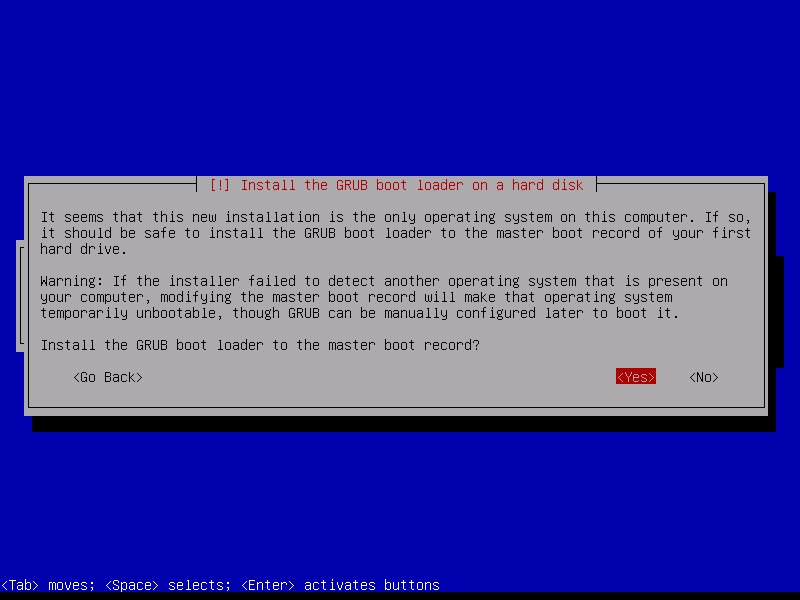 [!] Install the GRUB boot loader on a hard disk
It seems that this new installation is the only operating system on this computer. If so,
it should be safe to install the GRUB boot loader to the master boot record of your first
hard drive.
Warning: If the installer failed to detect another operating system that is present on
your computer, modifying the master boot record will make that operating system
temporarily unbootable, though GRUB can be manually configured later to boot it.
Install the GRUB boot loader to the master boot record?
<Go Back> <Yes> <No>
<Tab> moves; <Space> selects; <Enter> activates buttons